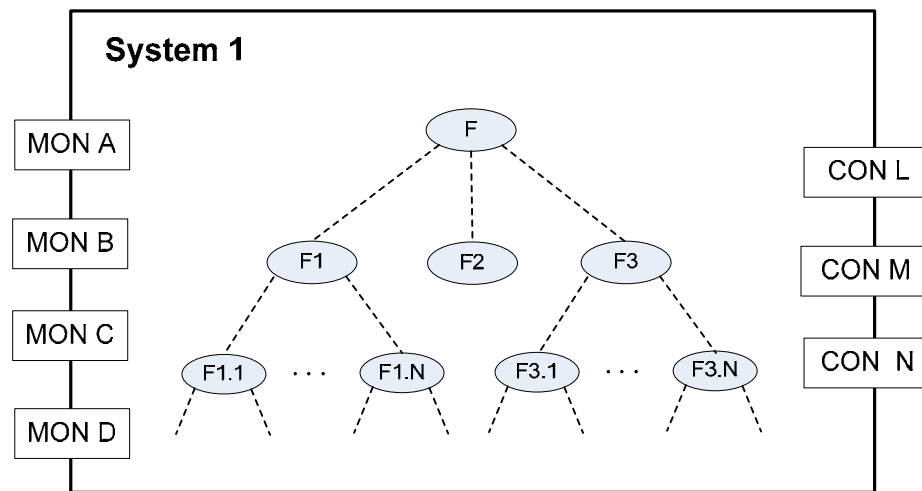 System 1
F
MON A
CON L
MON B
F1
F2
F3
CON M
MON C
CON N
F1.1
...
F1.N
F3.1
...
F3.N
MON D